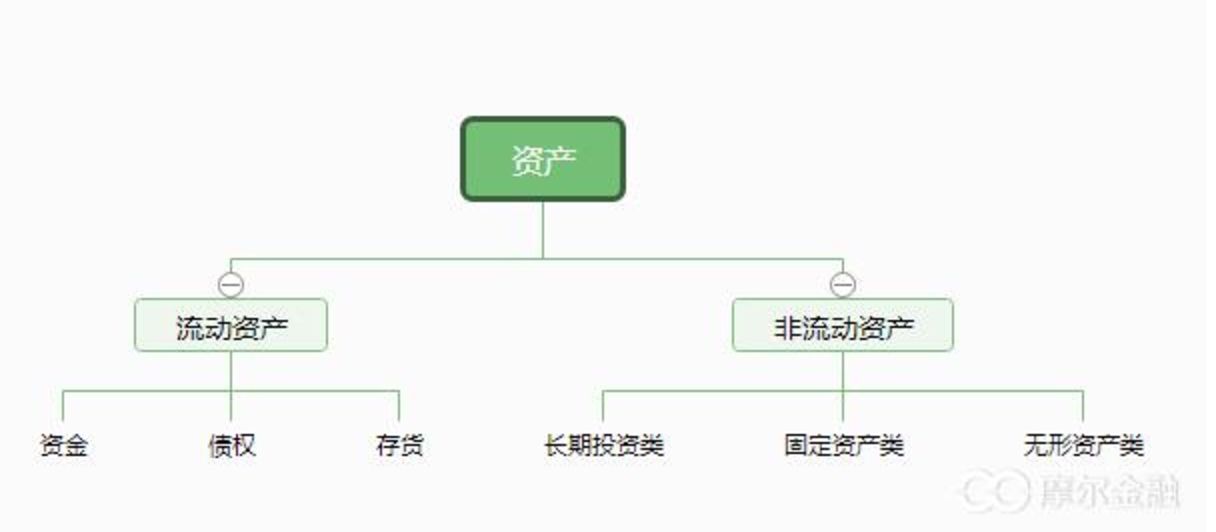 资产
流动资产
非流动资产
资金
债权
存货
长期投资类
固定资产类
无形资产类
摩尔金融